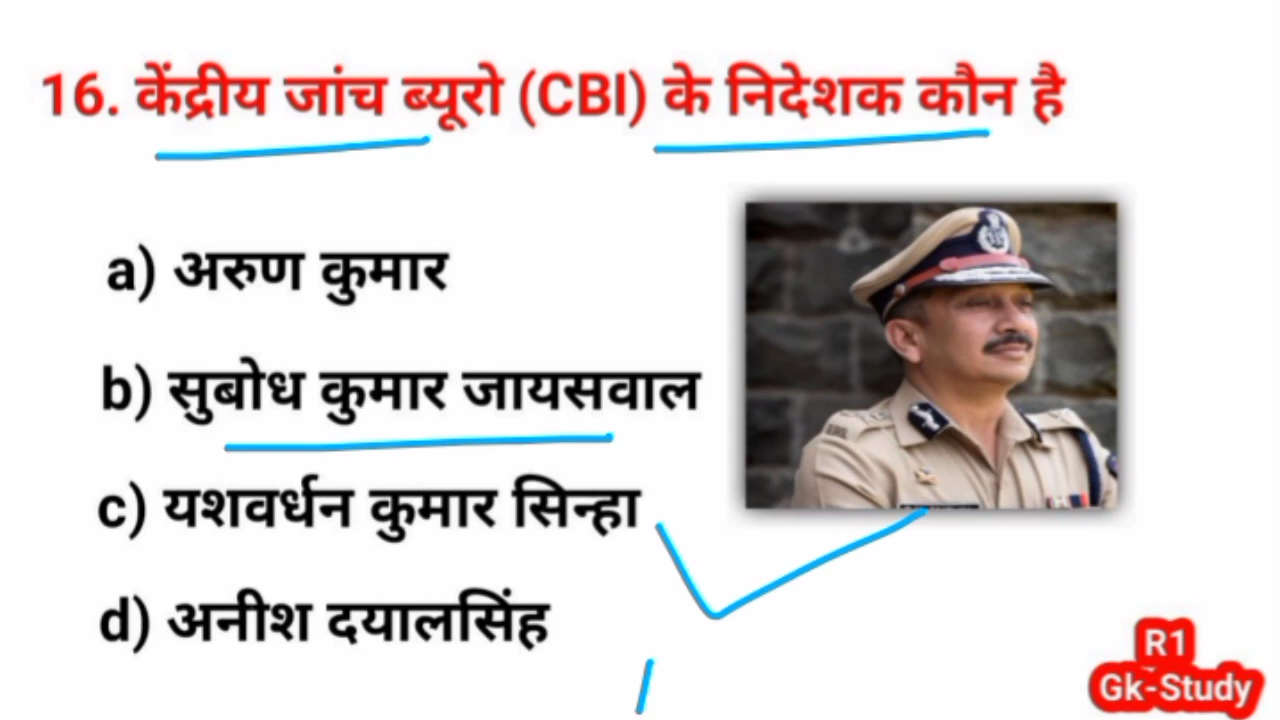 16. केंद्रीय जांच ब्यूरो (CBI) के निदेशक कौन है
a) अरुण कुमार
b) सुबोध कुमार जायसवाल
c) यशवर्धन कुमार सिन्हा
d) अनीश दयालसिंह
R1
Gk-Study